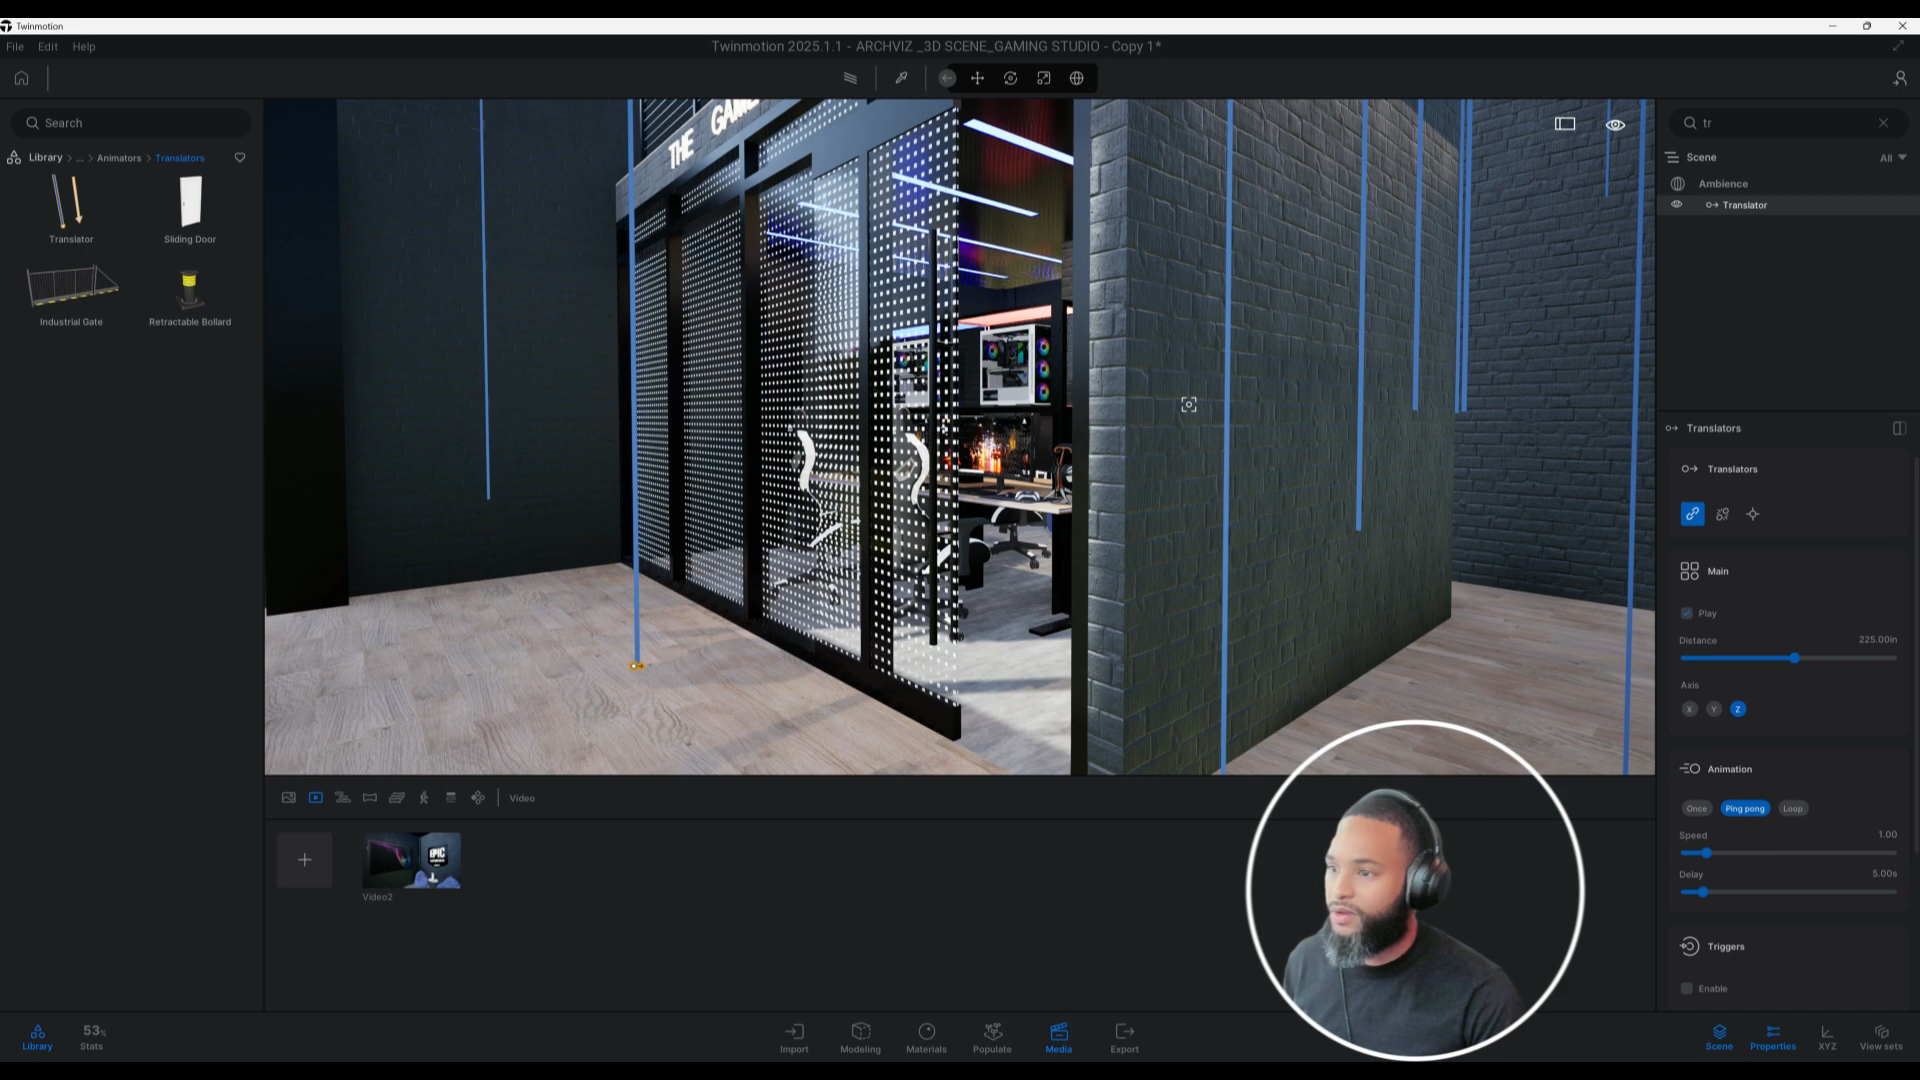 Twinmotion
File Edit Help
Twinmotion 2025.1.1 - ARCHVIZ _3D SCENE_GAMING STUDIO - Copy 1*
Search
Library > ... > Animators > Translators
Translator
Sliding Door
Industrial Gate
Retractable Bollard
THE GAME
EPIC
Video
Video2
tr
Scene
All
Ambience
Translator
Translators
Translators
Main
Play
Distance
225.00in
Axis
X Y Z
Animation
Once Ping pong Loop
Speed
1.00
Delay
5.00s
Triggers
Enable
Library
53%
Stats
Import
Modeling
Materials
Populate
Media
Export
Scene
Properties
XYZ
View sets